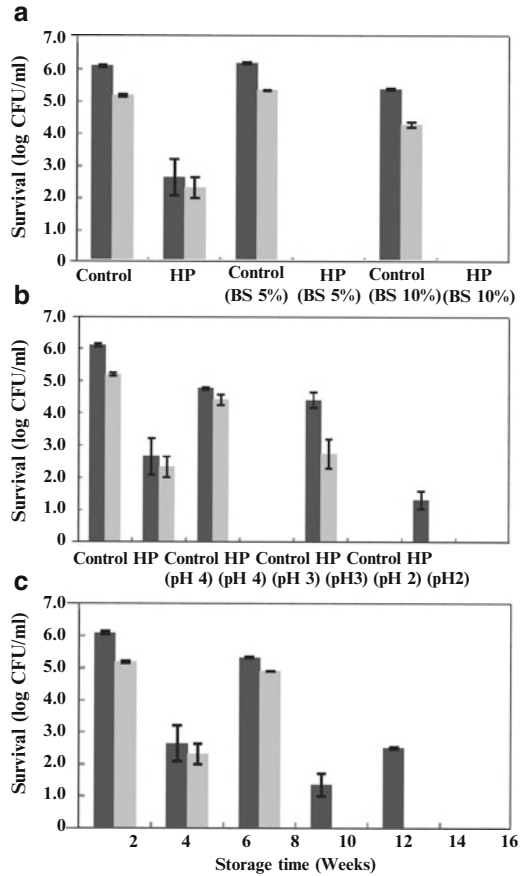 a
7.0
6.0
5.0
4.0
3.0
2.0
1.0
0
Survival (log CFU/ml)
Control HP Control HP Control HP
(BS 5%) (BS 5%) (BS 10%) (BS 10%)
b
7.0
6.0
5.0
4.0
3.0
2.0
1.0
0
Survival (log CFU/ml)
Control HP Control HP Control HP Control HP
(pH 4) (pH 4) (pH 3) (pH3) (pH 2) (pH2)
c
7.0
6.0
5.0
4.0
3.0
2.0
1.0
0
Survival (log CFU/ml)
2 4 6 8 10 12 14 16
Storage time (Weeks)